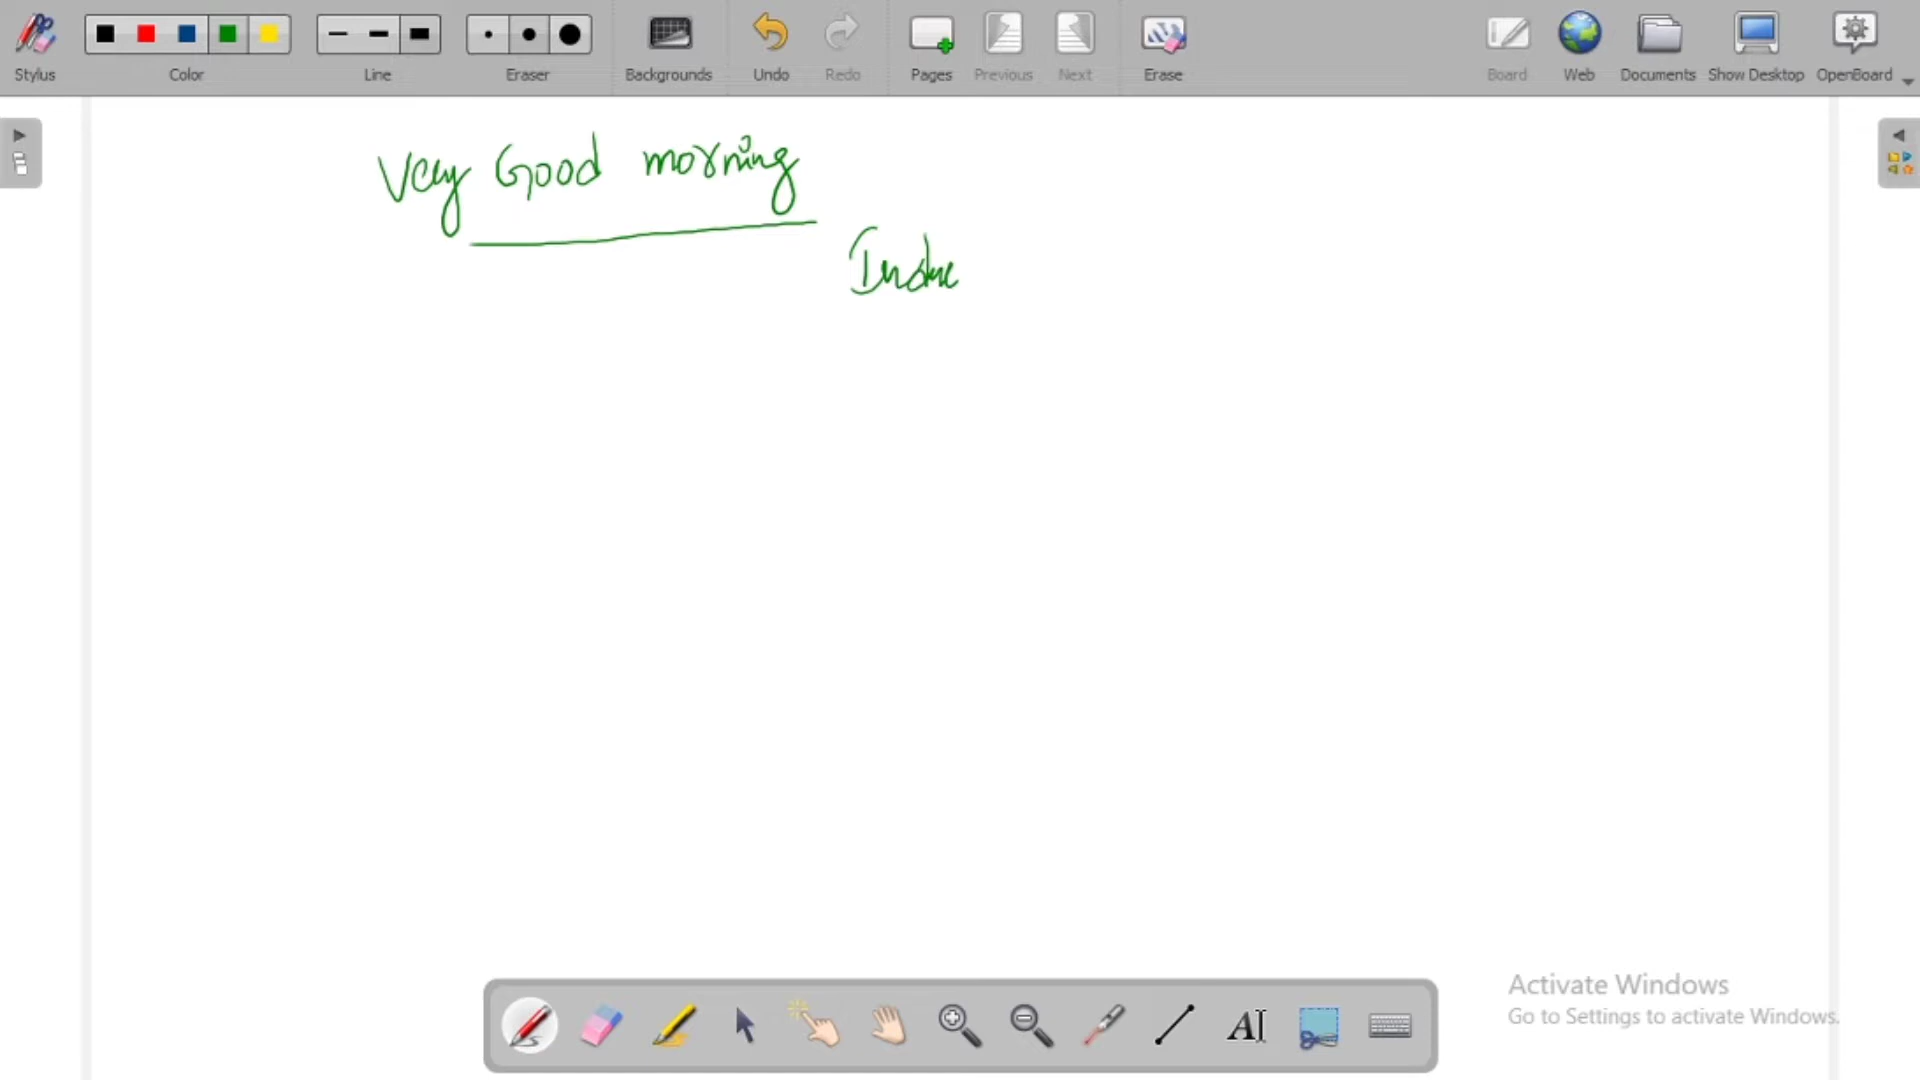 Stylus
Color
Line
Eraser
Backgrounds
Undo
Redo
Pages
Previous
Next
Erase
Board
Web
Documents
Show Desktop
OpenBoard
Very Good morning
Activate Windows
Go to Settings to activate Windows.